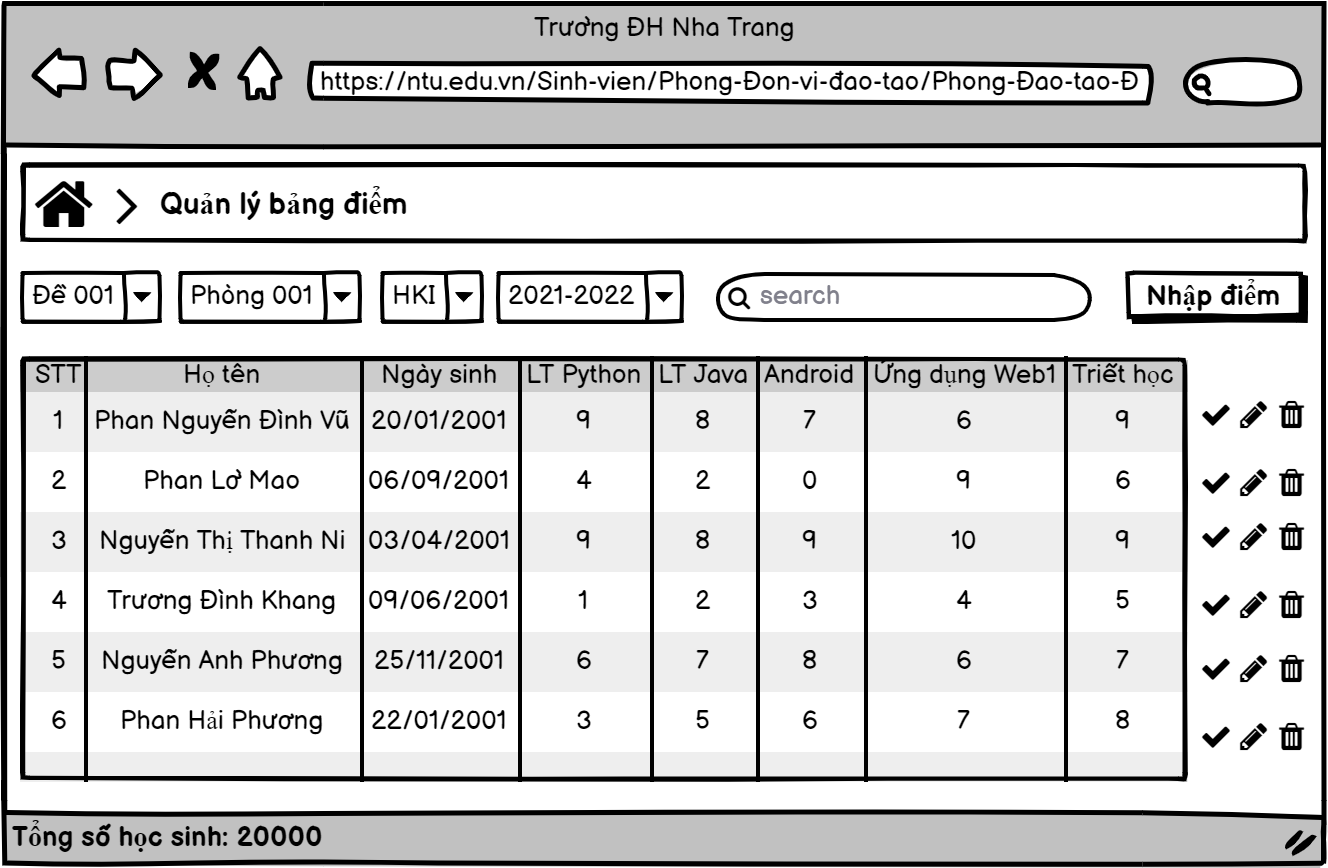 Trường ĐH Nha Trang
https://ntu.edu.vn/Sinh-vien/Phong-Đon-vi-đao-tao/Phong-Đao-tao-Đ
Quản lý bảng điểm
Đề 001 Phòng 001 HKI 2021-2022 search Nhập điểm
STT Họ tên Ngày sinh LT Python LT Java Android Ứng dụng Web1 Triết học
1 Phan Nguyễn Đình Vũ 20/01/2001 9 8 7 6 9
2 Phan Lơ Mao 06/09/2001 4 2 0 9 6
3 Nguyễn Thị Thanh Ni 03/04/2001 9 8 9 10 9
4 Trương Đình Khang 09/06/2001 1 2 3 4 5
5 Nguyễn Anh Phương 25/11/2001 6 7 8 6 7
6 Phan Hải Phương 22/01/2001 3 5 6 7 8
Tổng số học sinh: 20000